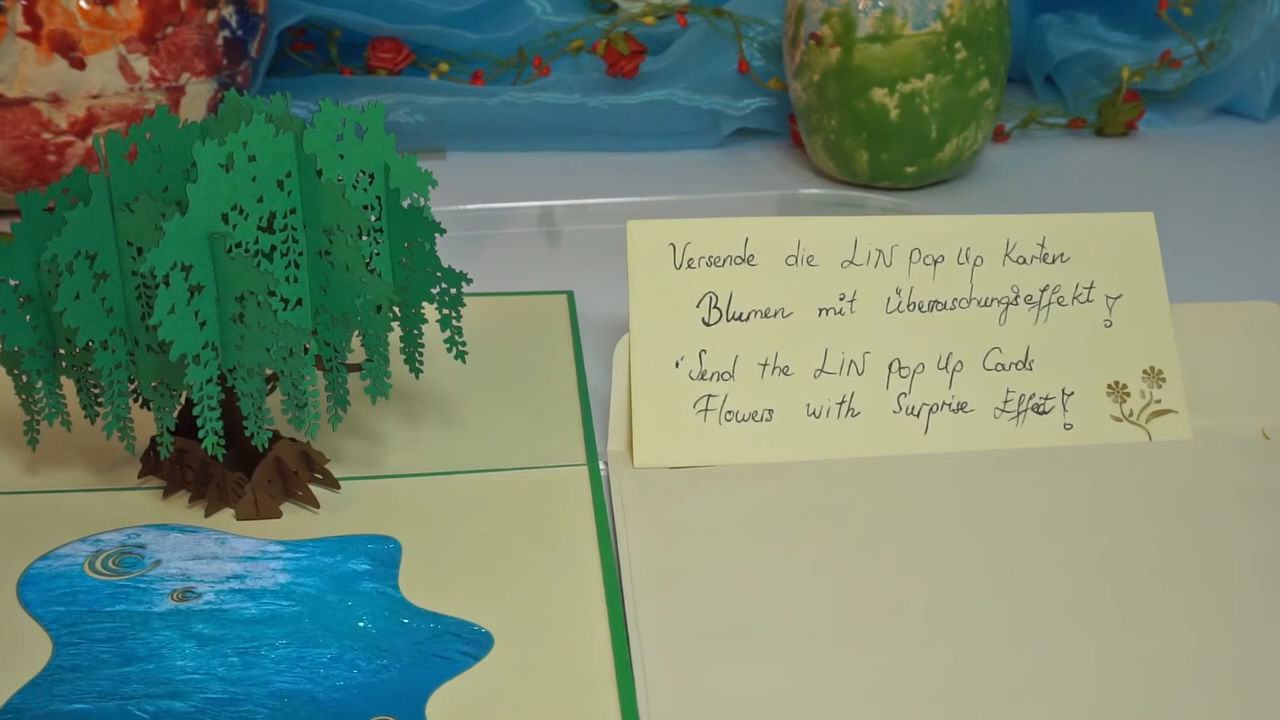 Versende die LiN pop Up Karten
Blumen mit Überraschungseffekt!
"Send the LiN pop Up Cards
Flowers with Surprise Effect!